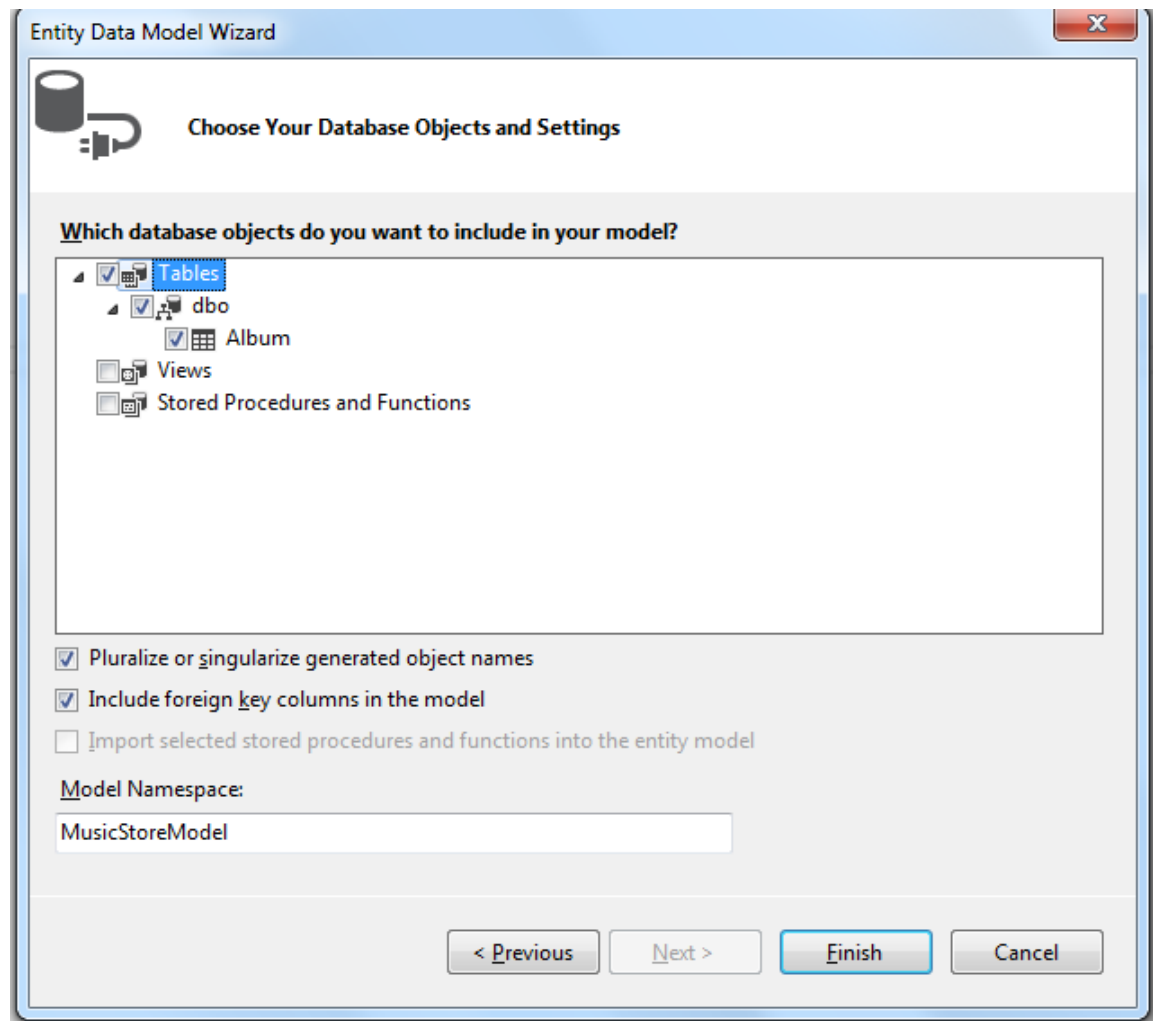 Entity Data Model Wizard
x
Choose Your Database Objects and Settings
Which database objects do you want to include in your model?
Tables
dbo
Album
Views
Stored Procedures and Functions
Pluralize or singularize generated object names
Include foreign key columns in the model
Import selected stored procedures and functions into the entity model
Model Namespace:
MusicStoreModel
< Previous
Next >
Finish
Cancel